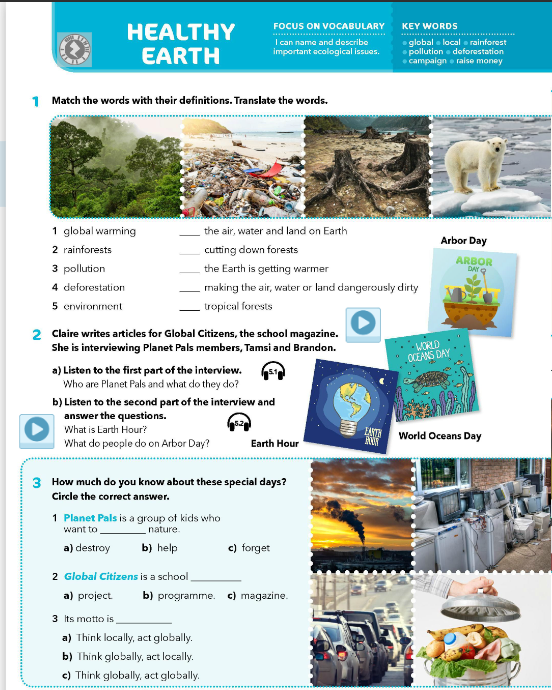 HEALTHY
EARTH
FOCUS ON VOCABULARY
I can name and describe
important ecological issues.
KEY WORDS
global local rainforest
pollution deforestation
campaign raise money
1 Match the words with their definitions. Translate the words.
1 global warming ____ the air, water and land on Earth
2 rainforests ____ cutting down forests
3 pollution ____ the Earth is getting warmer
4 deforestation ____ making the air, water or land dangerously dirty
5 environment ____ tropical forests
Arbor Day
ARBOR
DAY
2 Claire writes articles for Global Citizens, the school magazine.
She is interviewing Planet Pals members, Tamsi and Brandon.
a) Listen to the first part of the interview. 5.1
Who are Planet Pals and what do they do?
b) Listen to the second part of the interview and
answer the questions. 5.2
What is Earth Hour?
What do people do on Arbor Day?
WORLD
OCEANS DAY
EARTH
HOUR
Earth Hour
World Oceans Day
3 How much do you know about these special days?
Circle the correct answer.
1 Planet Pals is a group of kids who
want to _________ nature.
a) destroy b) help c) forget
2 Global Citizens is a school __________
a) project. b) programme. c) magazine.
3 Its motto is ___________
a) Think locally, act globally.
b) Think globally, act locally.
c) Think globally, act globally.